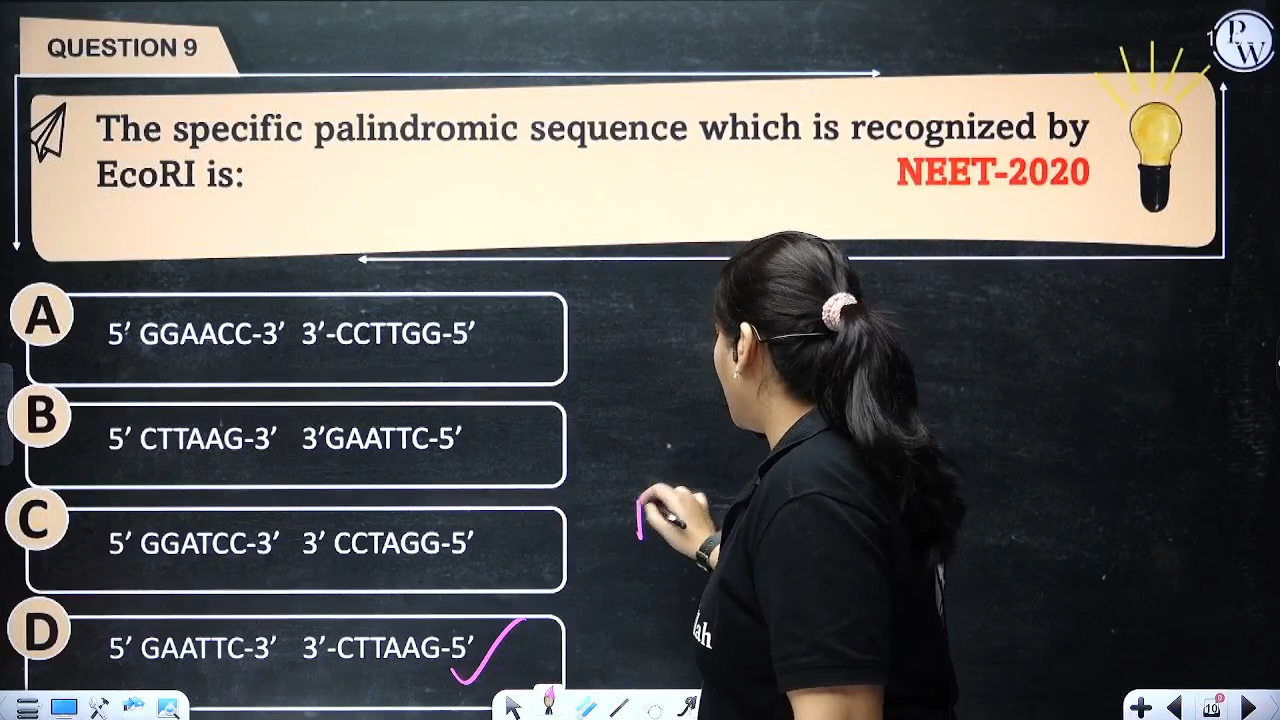 QUESTION 9
PW
The specific palindromic sequence which is recognized by
EcoRI is: NEET-2020
A
5’ GGAACC-3’ 3’-CCTTGG-5’
B
5’ CTTAAG-3’ 3’GAATTC-5’
C
5’ GGATCC-3’ 3’ CCTAGG-5’
D
5’ GAATTC-3’ 3’-CTTAAG-5’
10